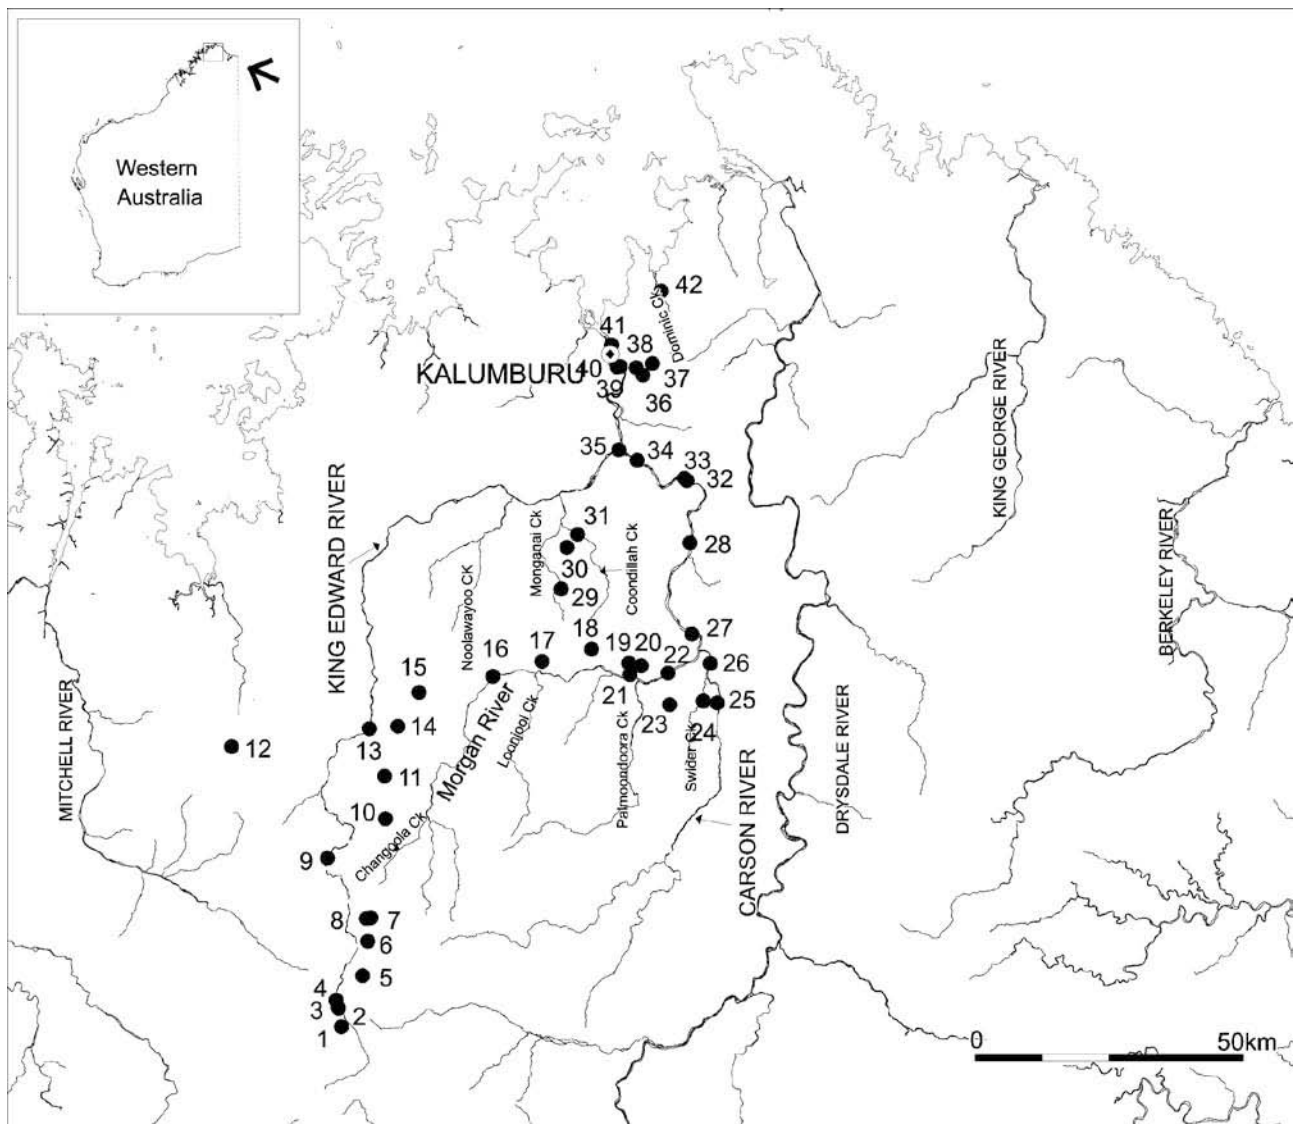 Western
Australia
42
Dominic Ck
41
38
KALUMBURU
40
37
39
36
35
34
33
32
KING EDWARD RIVER
KING GEORGE RIVER
BERKELEY RIVER
31
28
Monganai Ck
30
Coondillah Ck
29
Noolawayoo CK
27
18
17
19
20
16
22
26
15
21
25
23
24
14
13
12
MITCHELL RIVER
Morgan River
Loonjool Ck
Palmoondoora Ck
Swider Ck
CARSON RIVER
DRYSDALE RIVER
11
10
Changoola Ck
9
8
7
6
5
4
3
2
1
0
50km